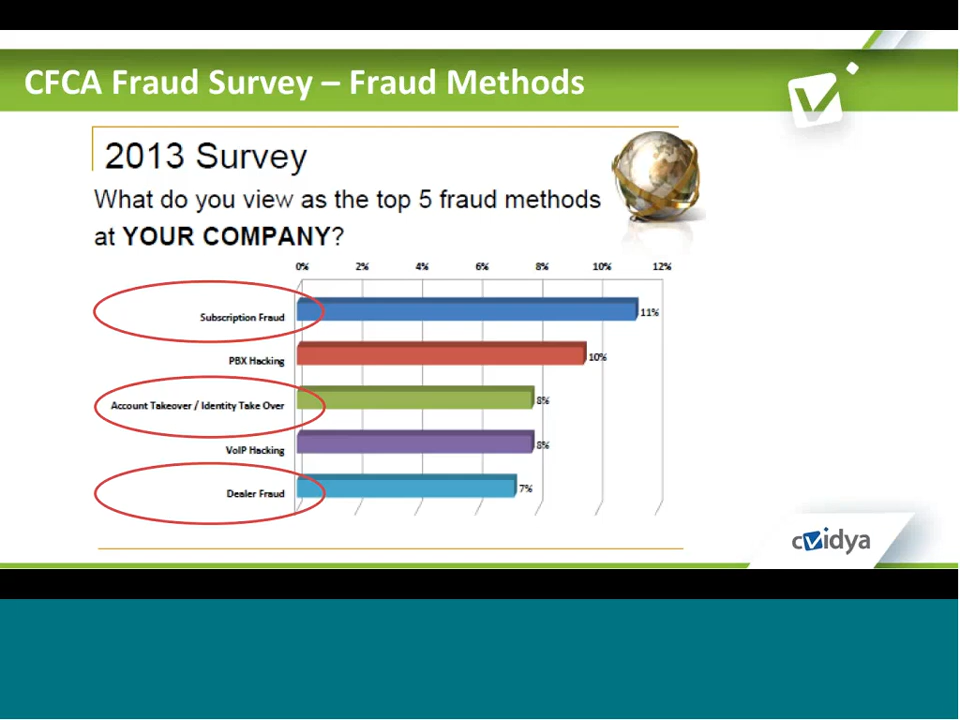 CFCA Fraud Survey – Fraud Methods
2013 Survey
What do you view as the top 5 fraud methods
at YOUR COMPANY?
0% 2% 4% 6% 8% 10% 12%
Subscription Fraud 11%
PBX Hacking 10%
Account Takeover / Identity Take Over 8%
VoIP Hacking 8%
Dealer Fraud 7%
cVidya